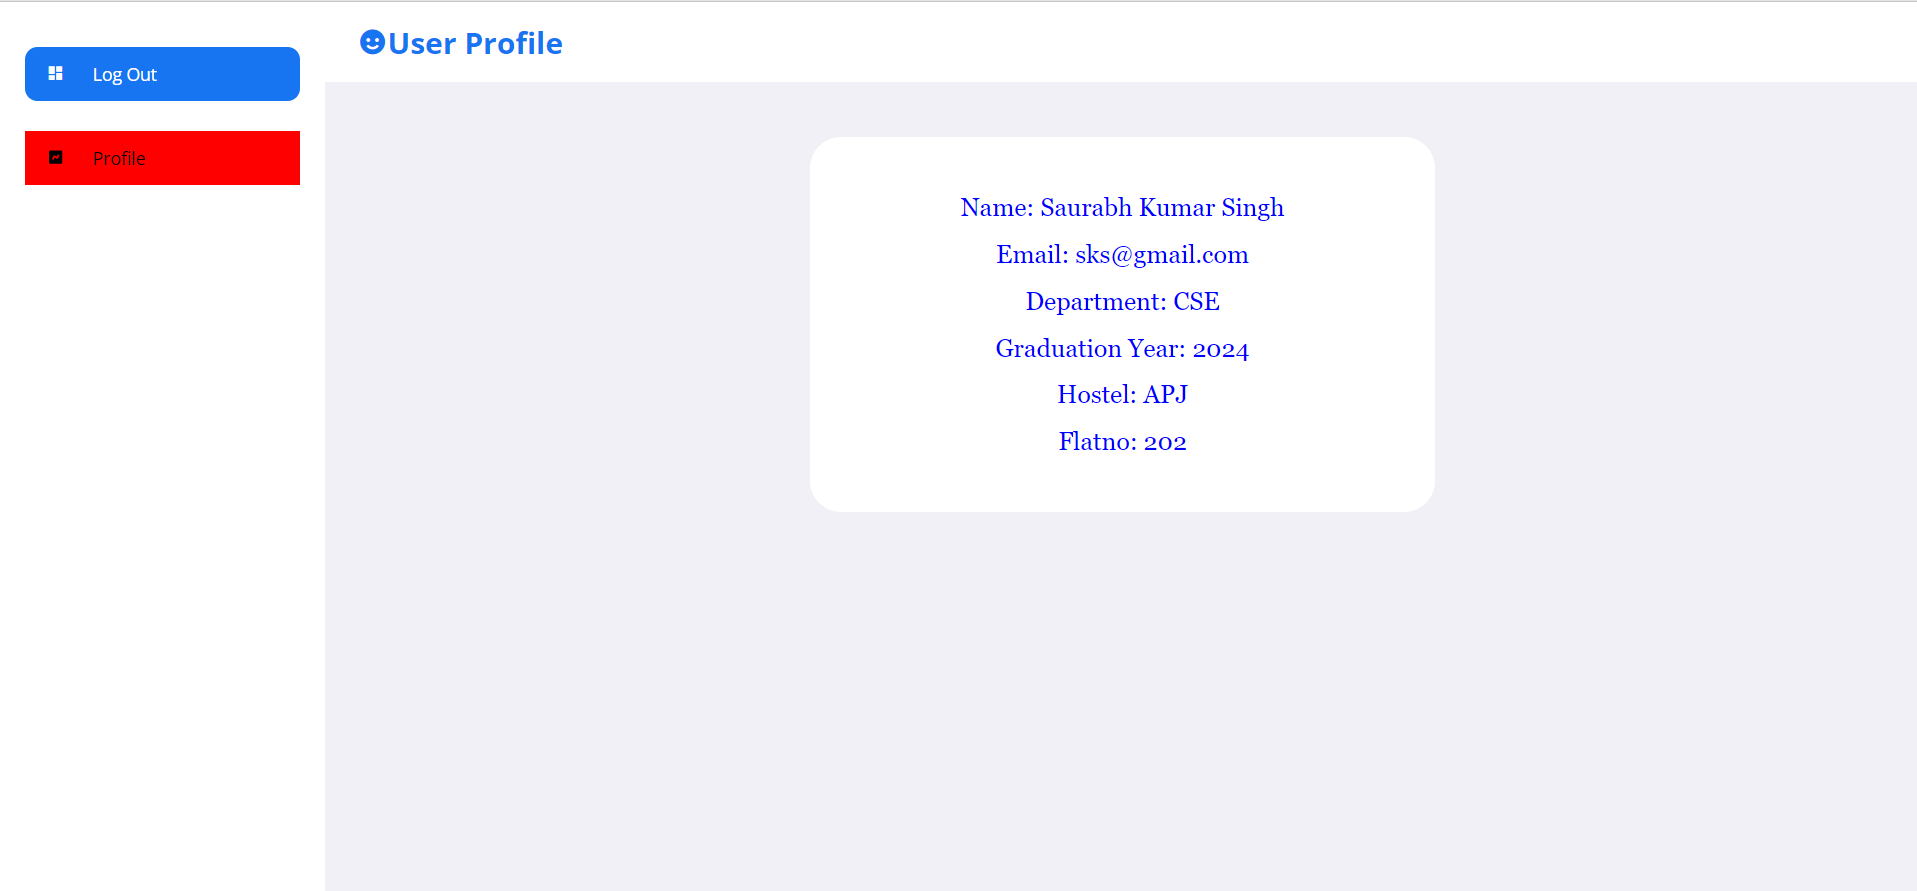 User Profile
Log Out
Profile
Name: Saurabh Kumar Singh
Email: sks@gmail.com
Department: CSE
Graduation Year: 2024
Hostel: APJ
Flatno: 202